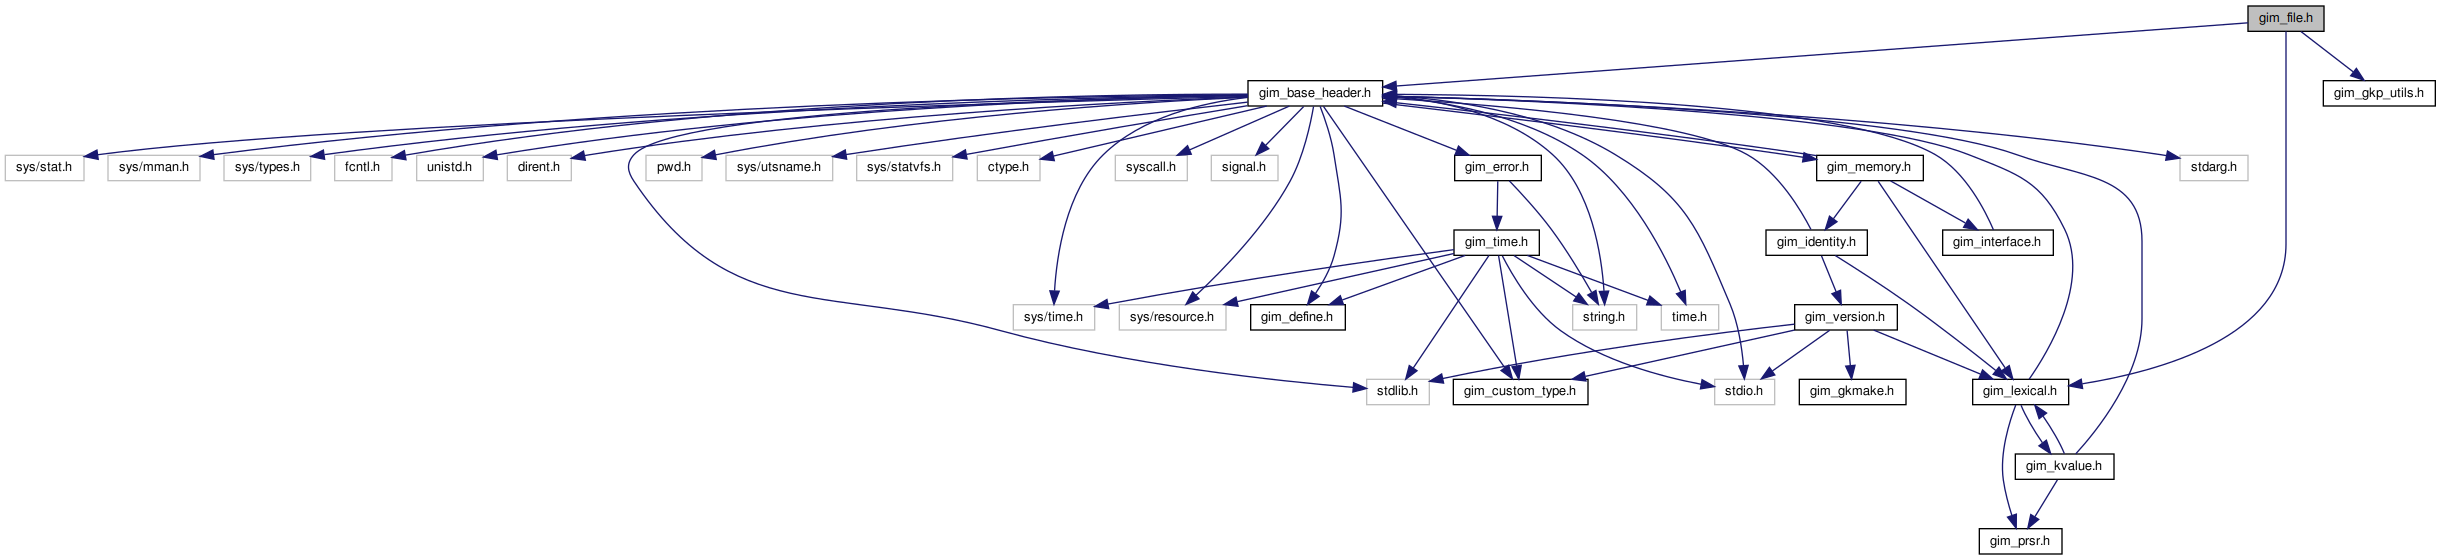 gim_file.h
gim_base_header.h
gim_gkp_utils.h
sys/stat.h
sys/mman.h
sys/types.h
fcntl.h
unistd.h
dirent.h
pwd.h
sys/utsname.h
sys/statvfs.h
ctype.h
syscall.h
signal.h
gim_error.h
gim_memory.h
stdarg.h
gim_time.h
gim_identity.h
gim_interface.h
sys/time.h
sys/resource.h
gim_define.h
string.h
time.h
gim_version.h
stdlib.h
gim_custom_type.h
stdio.h
gim_gkmake.h
gim_lexical.h
gim_kvalue.h
gim_prsr.h